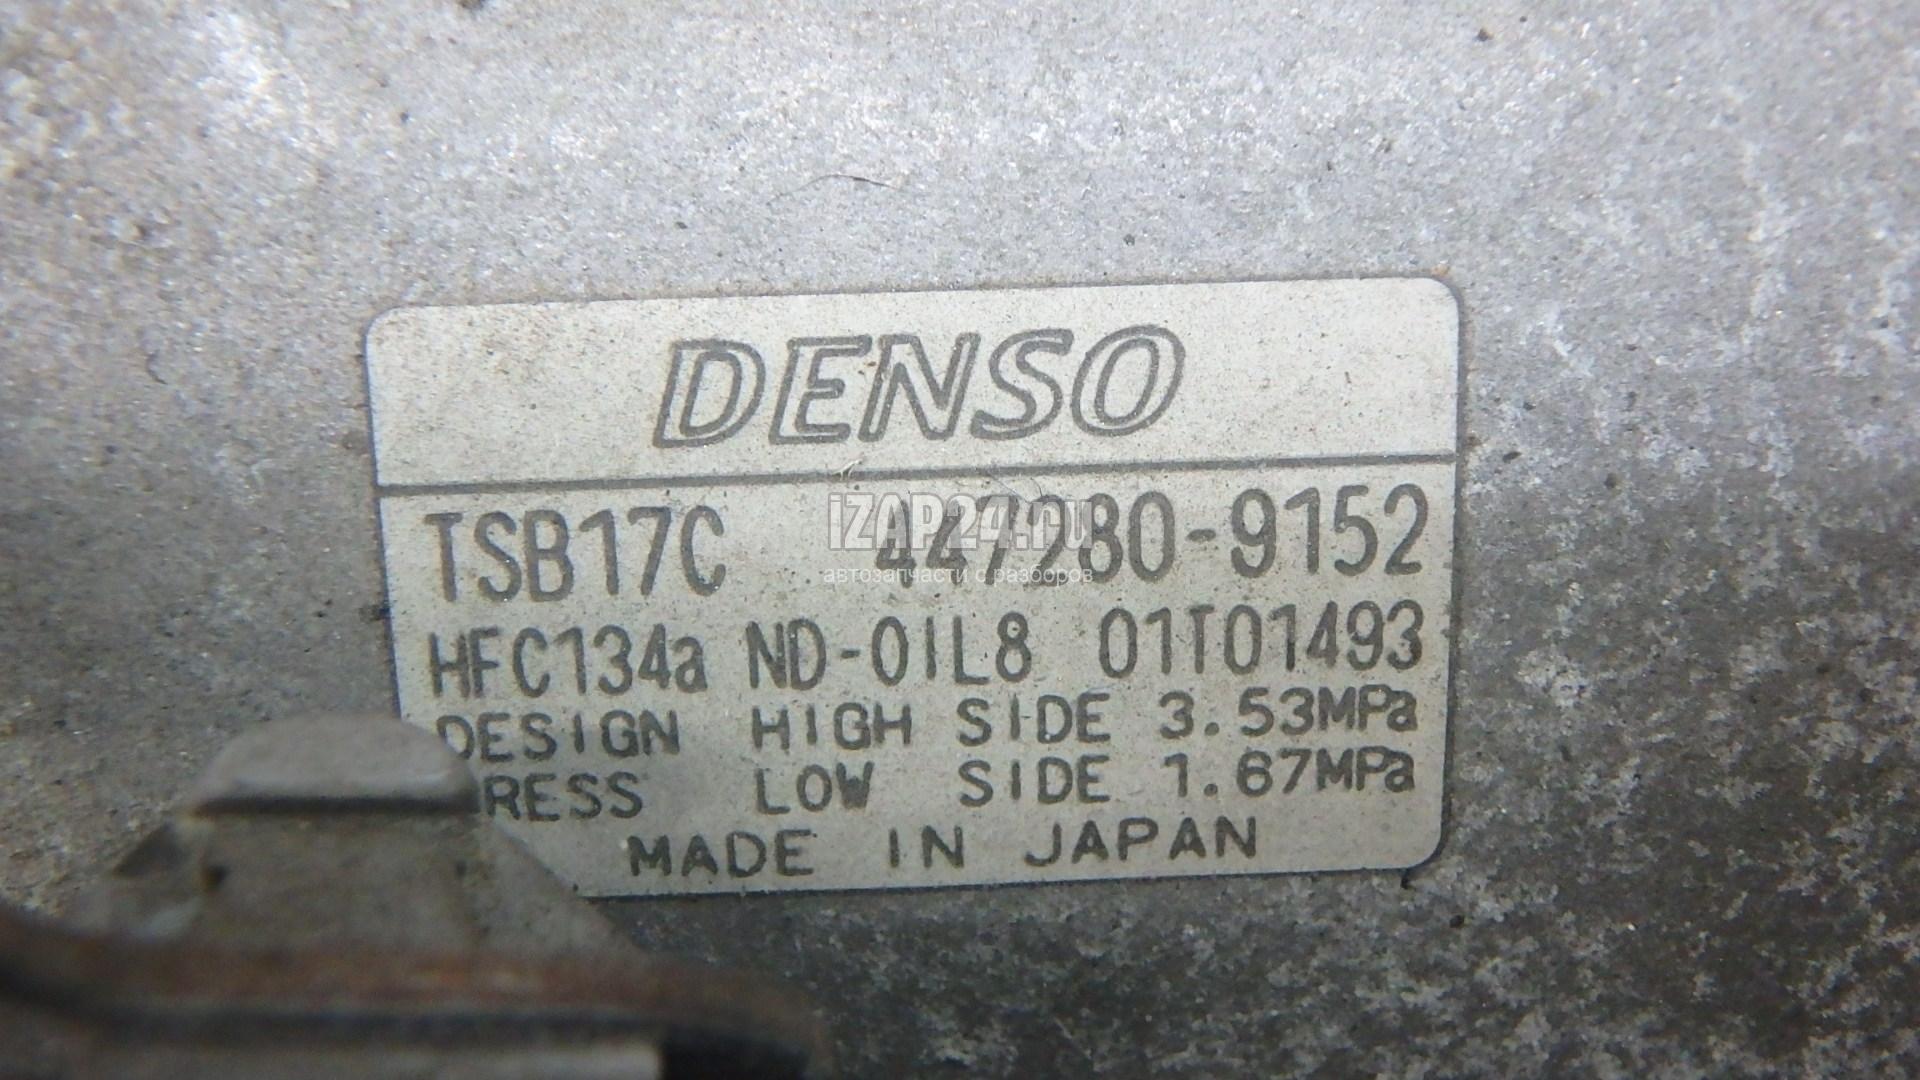 DENSO
TSB17C 447280-9152
iZAP24.ru
автозапчасти с разборов
HFC134a ND-OIL8 01T01493
DESIGN HIGH SIDE 3.53MPa
PRESS LOW SIDE 1.67MPa
MADE IN JAPAN